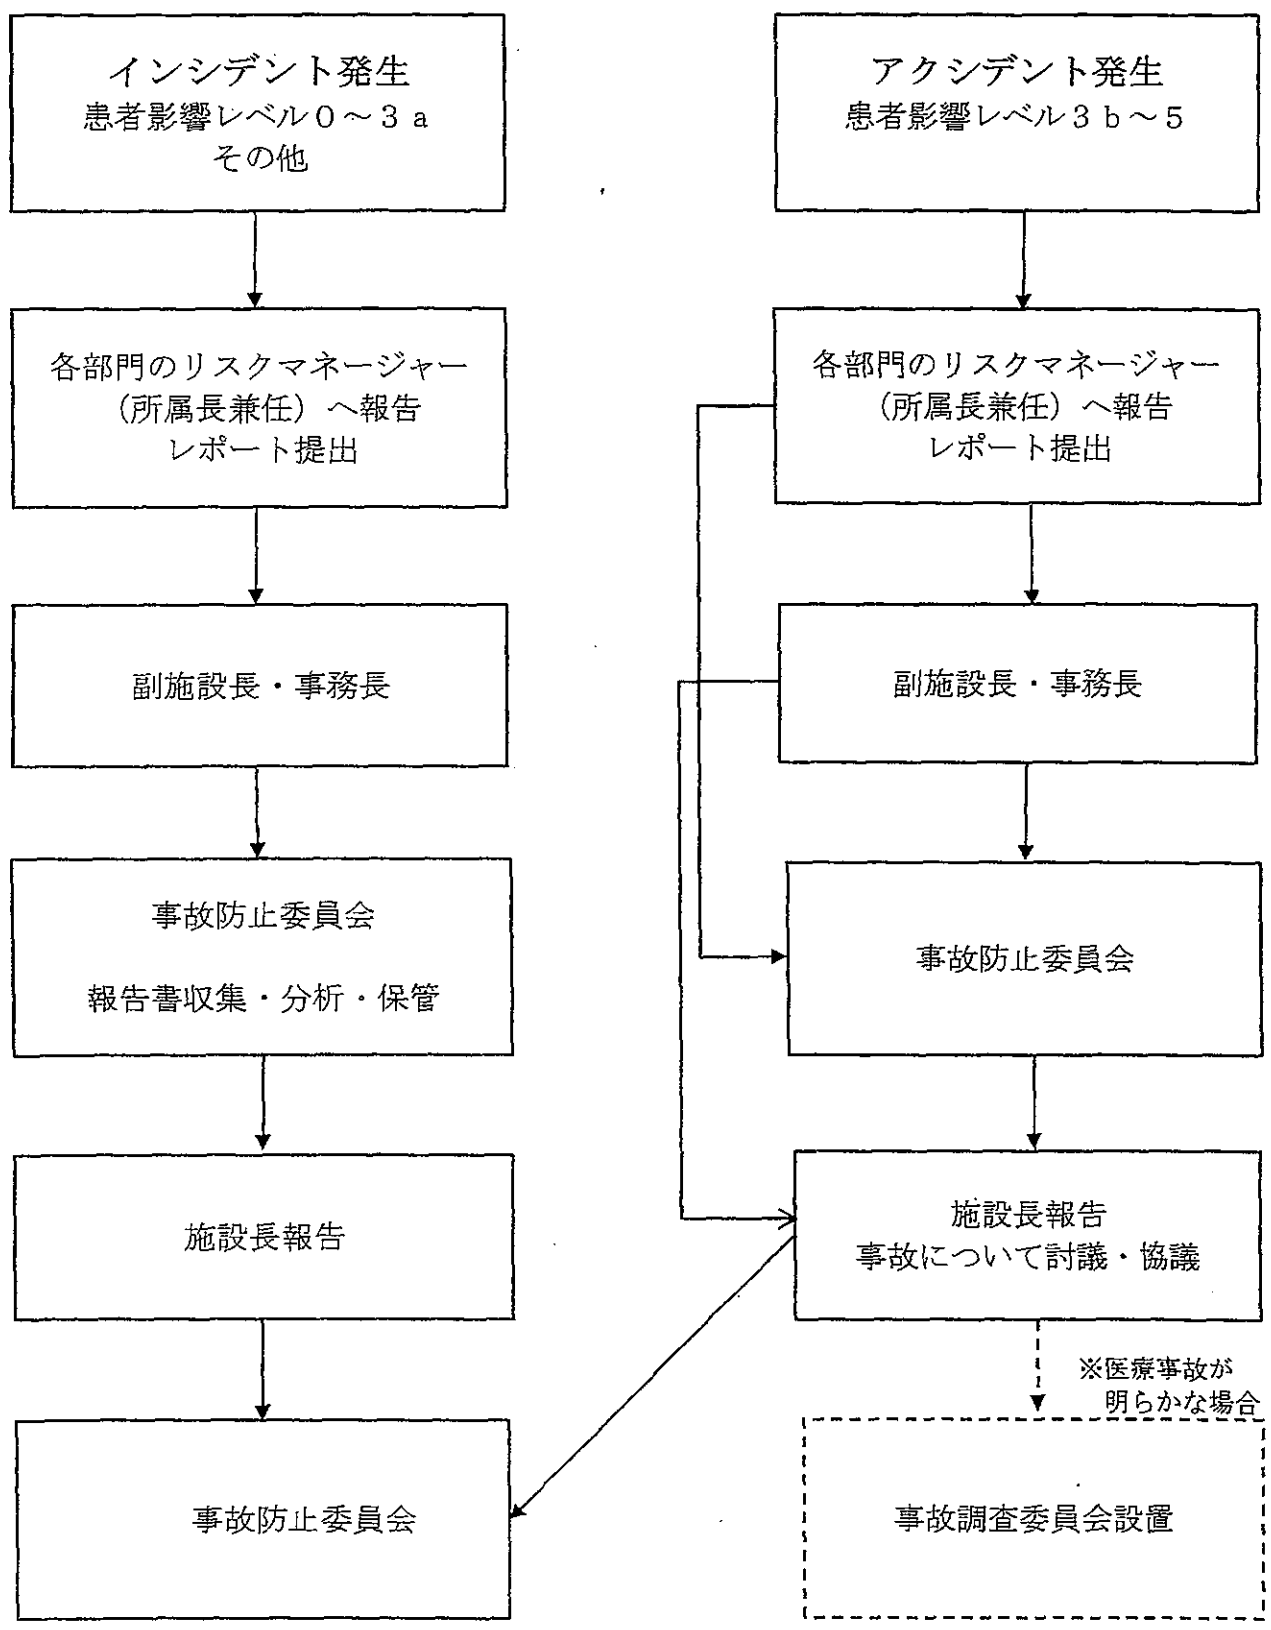 インシデント発生
患者影響レベル０～３ａ
その他
各部門のリスクマネージャー
（所属長兼任）へ報告
レポート提出
副施設長・事務長
事故防止委員会
報告書収集・分析・保管
施設長報告
事故防止委員会
アクシデント発生
患者影響レベル３ｂ～５
各部門のリスクマネージャー
（所属長兼任）へ報告
レポート提出
副施設長・事務長
事故防止委員会
施設長報告
事故について討議・協議
※医療事故が
明らかな場合
事故調査委員会設置